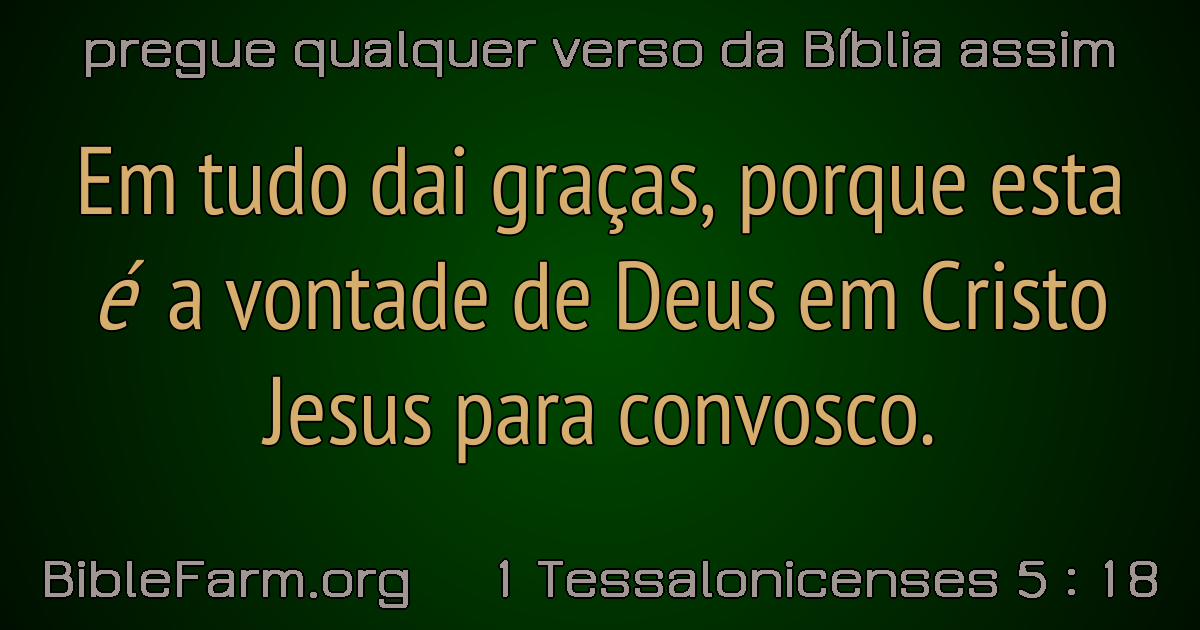 pregue qualquer verso da Bíblia assim
Em tudo dai graças, porque esta
é a vontade de Deus em Cristo
Jesus para convosco.
BibleFarm.org 1 Tessalonicenses 5 : 18